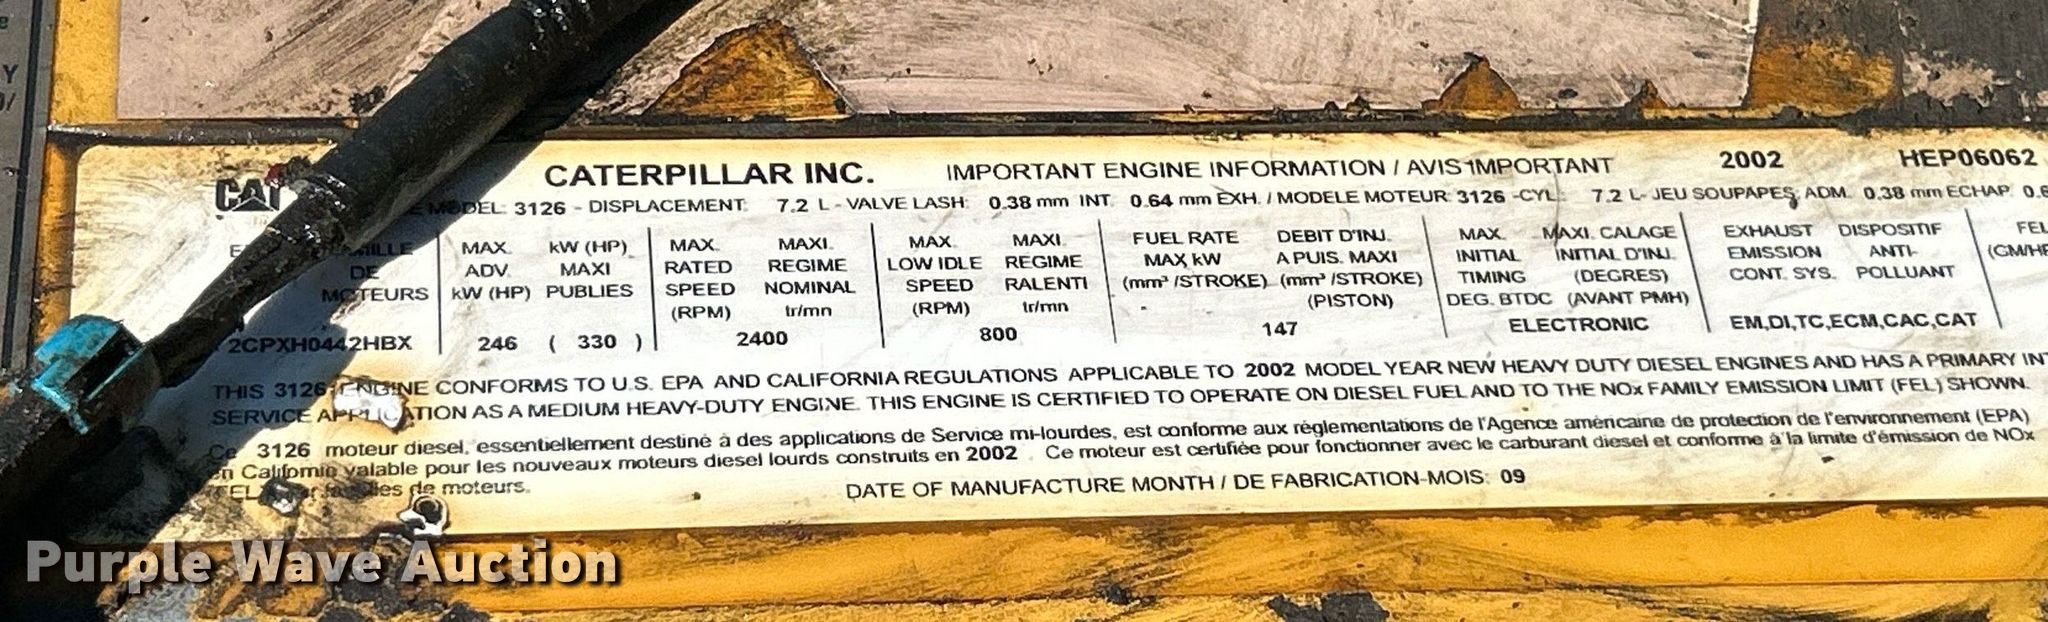 Y
CATERPILLAR INC. IMPORTANT ENGINE INFORMATION / AVIS IMPORTANT 2002 HEP06062
CAT
MODEL: 3126 - DISPLACEMENT: 7.2 L - VALVE LASH: 0.38 mm INT. 0.64 mm EXH. / MODELE MOTEUR 3126 -CYL: 7.2 L- JEU SOUPAPES; ADM. 0.38 mm ECHAP.
DE
MOTEURS
2CPXH0442HBX
MAX. kW (HP)
ADV. MAXI
kW (HP) PUBLIES
246 ( 330 )
MAX. MAXI.
RATED REGIME
SPEED NOMINAL
(RPM) tr/mn
2400
MAX. MAXI.
LOW IDLE REGIME
SPEED RALENTI
(RPM) tr/mn
800
FUEL RATE DEBIT D'INJ.
MAX kW A PUIS. MAXI
(mm³ /STROKE) (mm³ /STROKE)
(PISTON)
147
MAX. MAXI. CALAGE
INITIAL INITIAL D'INJ.
TIMING (DEGRES)
DEG. BTDC (AVANT PMH)
ELECTRONIC
EXHAUST DISPOSITIF
EMISSION ANTI-
CONT. SYS. POLLUANT
EM,DI,TC,ECM,CAC,CAT
THIS 3126 ENGINE CONFORMS TO U.S. EPA AND CALIFORNIA REGULATIONS APPLICABLE TO 2002 MODEL YEAR NEW HEAVY DUTY DIESEL ENGINES AND HAS A PRIMARY
SERVICE APPLICATION AS A MEDIUM HEAVY-DUTY ENGINE. THIS ENGINE IS CERTIFIED TO OPERATE ON DIESEL FUEL AND TO THE NOx FAMILY EMISSION LIMIT (FEL) SHOWN.
Ce 3126 moteur diesel, essentiellement destiné à des applications de Service mi-lourdes, est conforme aux réglementations de l'Agence américaine de protection de l'environnement (EPA)
en Californie valable pour les nouveaux moteurs diesel lourds construits en 2002 . Ce moteur est certifiée pour fonctionner avec le carburant diesel et conforme à la limite d'émission de NOx
de moteurs.
DATE OF MANUFACTURE MONTH / DE FABRICATION-MOIS: 09
Purple Wave Auction